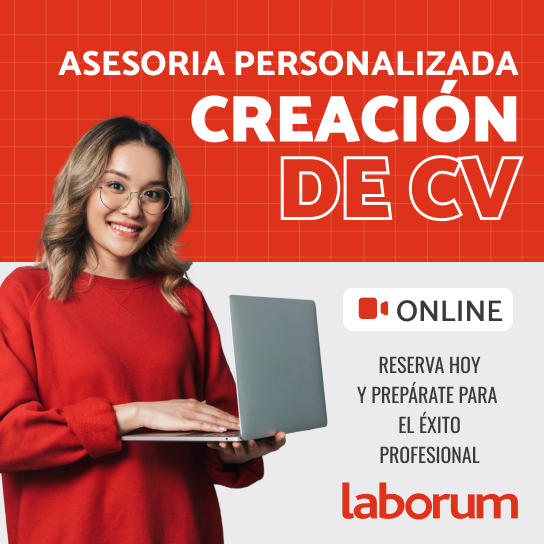 ASESORIA PERSONALIZADA
CREACIÓN
DE CV
ONLINE
RESERVA HOY
Y PREPÁRATE PARA
EL ÉXITO
PROFESIONAL
laborum